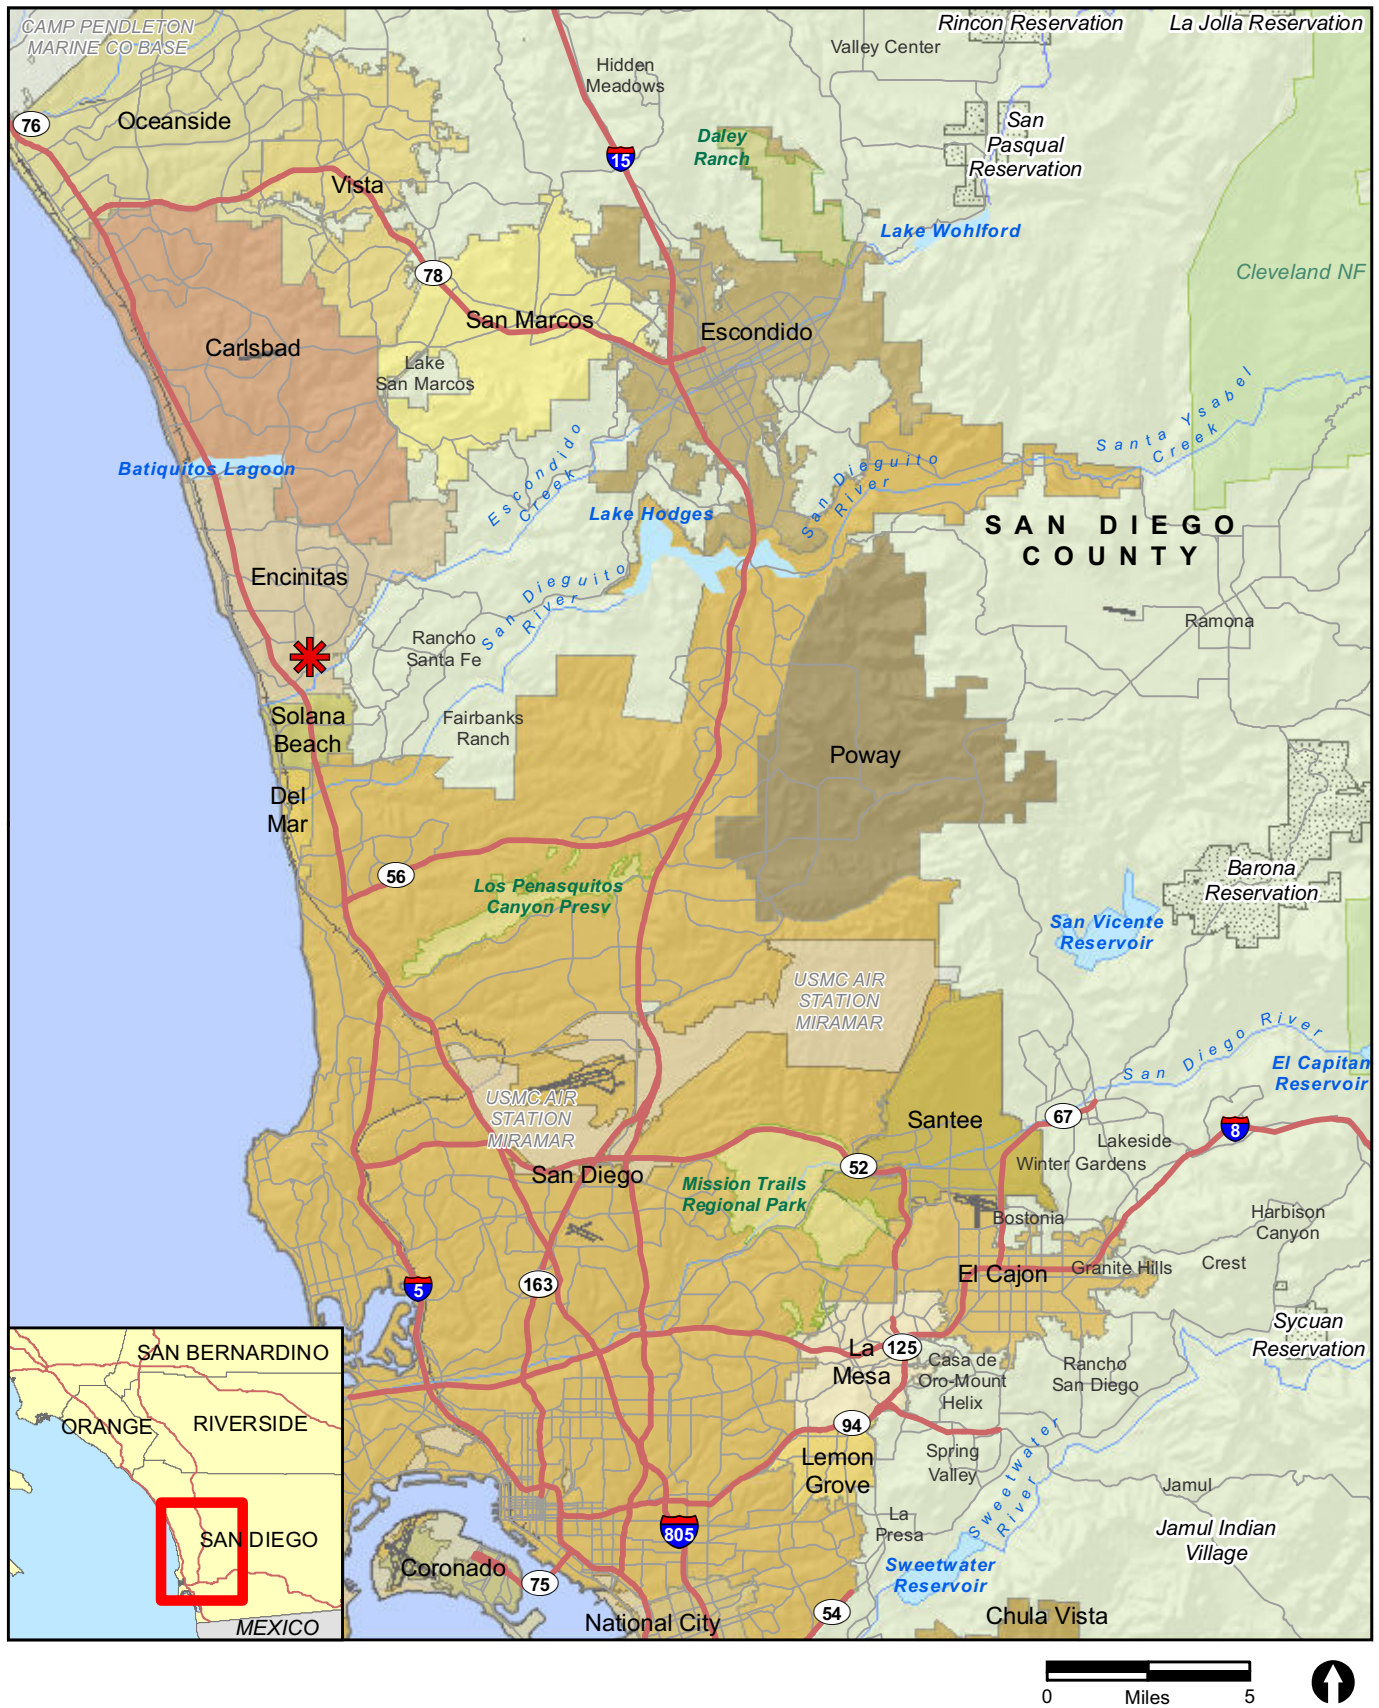 CAMP PENDLETON
MARINE CO BASE
Rincon Reservation
La Jolla Reservation
Valley Center
Hidden
Meadows
76
Oceanside
15
Daley
Ranch
San
Pasqual
Reservation
Vista
Lake Wohlford
78
Cleveland NF
San Marcos
Escondido
Carlsbad
Lake
San Marcos
Santa Ysabel
Creek
Batiquitos Lagoon
Escondido
Creek
San Dieguito
River
Lake Hodges
SAN DIEGO
COUNTY
Encinitas
San Dieguito
River
Ramona
Rancho
Santa Fe
Solana
Beach
Fairbanks
Ranch
Poway
Del
Mar
56
Los Penasquitos
Canyon Presv
Barona
Reservation
San Vicente
Reservoir
USMC AIR
STATION
MIRAMAR
San Diego River
El Capitan
Reservoir
USMC AIR
STATION
MIRAMAR
Santee
67
8
Lakeside
Winter Gardens
San Diego
52
Mission Trails
Regional Park
Bostonia
Harbison
Canyon
El Cajon
Granite Hills
Crest
5
163
Sycuan
Reservation
La
Mesa
125
Casa de
Oro-Mount
Helix
Rancho
San Diego
94
Lemon
Grove
Spring
Valley
Sweetwater
River
Jamul
La
Presa
Jamul Indian
Village
805
Sweetwater
Reservoir
Coronado
75
National City
54
Chula Vista
SAN BERNARDINO
ORANGE
RIVERSIDE
SAN DIEGO
MEXICO
0 Miles 5